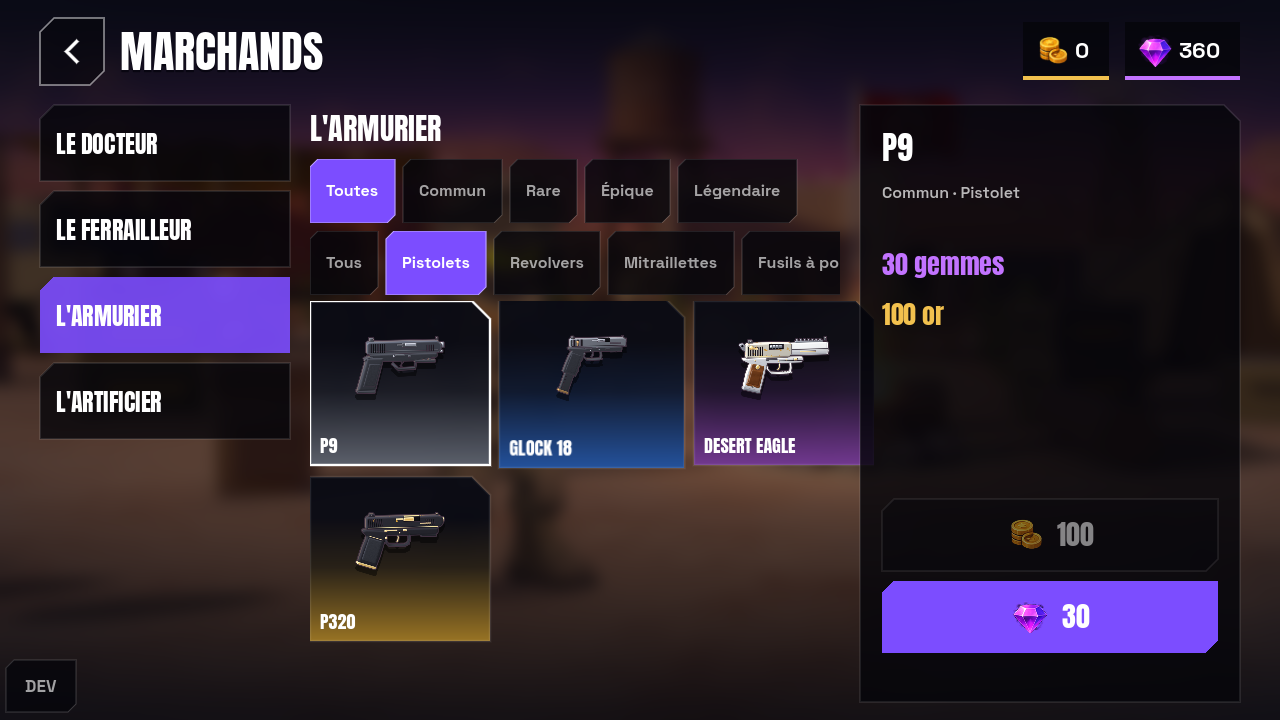 MARCHANDS
0
360
LE DOCTEUR
LE FERRAILLEUR
L'ARMURIER
L'ARTIFICIER
L'ARMURIER
Toutes
Commun
Rare
Épique
Légendaire
Tous
Pistolets
Revolvers
Mitraillettes
Fusils à po
P9
GLOCK 18
DESERT EAGLE
P320
P9
Commun · Pistolet
30 gemmes
100 or
100
30
DEV